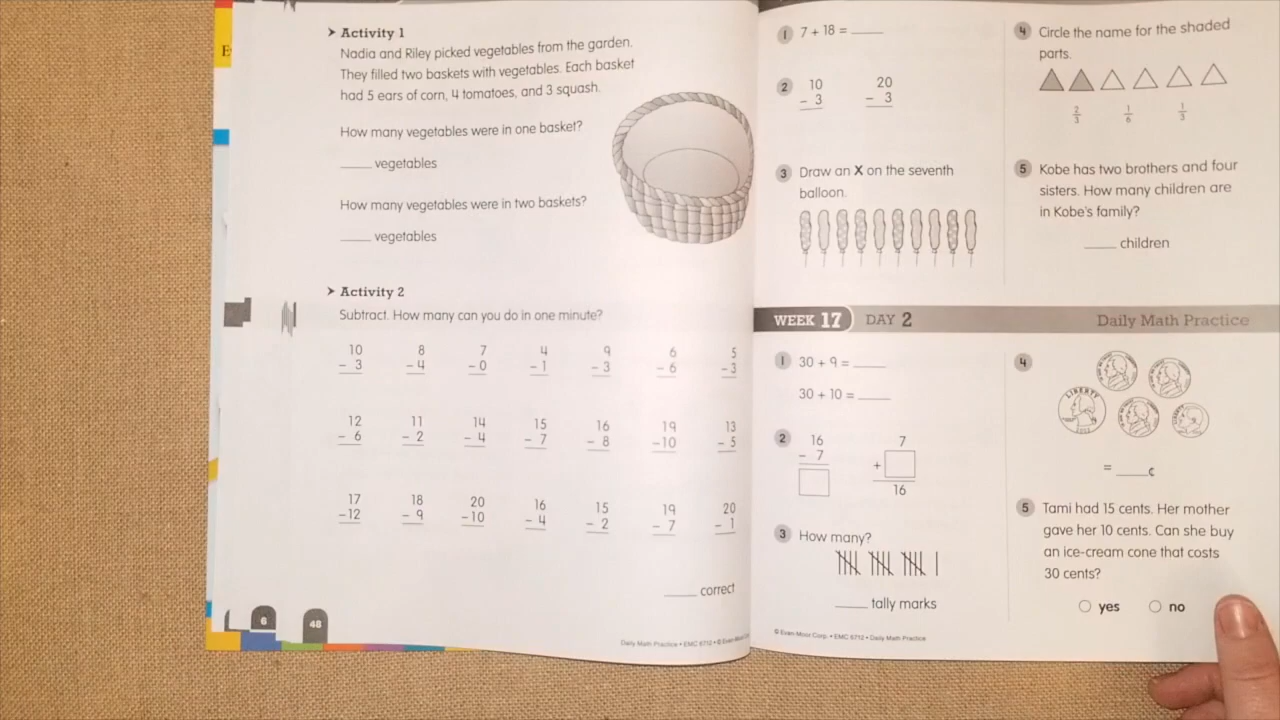 E
➤ Activity 1
Nadia and Riley picked vegetables from the garden.
They filled two baskets with vegetables. Each basket
had 5 ears of corn, 4 tomatoes, and 3 squash.
How many vegetables were in one basket?
_____ vegetables
How many vegetables were in two baskets?
_____ vegetables
➤ Activity 2
Subtract. How many can you do in one minute?
10 8 7 4 9 6 5
- 3 - 4 - 0 - 1 - 3 - 6 - 3
12 11 14 15 16 19 13
- 6 - 2 - 4 - 7 - 8 -10 - 5
17 18 20 16 15 19 20
-12 - 9 -10 - 4 - 2 - 7 - 1
_____ correct
6
48
Daily Math Practice • EMC 6712 • © Evan-Moor
1 7 + 18 = _____
2 10 20
- 3 - 3
3 Draw an X on the seventh
balloon.
4 Circle the name for the shaded
parts.
2/3 1/6 1/3
5 Kobe has two brothers and four
sisters. How many children are
in Kobe's family?
_____ children
WEEK 17 DAY 2 Daily Math Practice
1 30 + 9 = _____
30 + 10 = _____
2 16 7
- 7 +
16
3 How many?
_____ tally marks
4
LIBERTY
= _____¢
5 Tami had 15 cents. Her mother
gave her 10 cents. Can she buy
an ice-cream cone that costs
30 cents?
○ yes ○ no
© Evan-Moor Corp. • EMC 6712 • Daily Math Practice